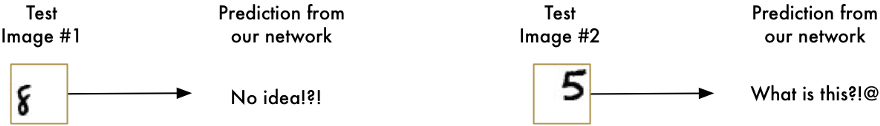 Test
Image #1
Prediction from
our network
8
No idea!?!
Test
Image #2
Prediction from
our network
5
What is this?!@